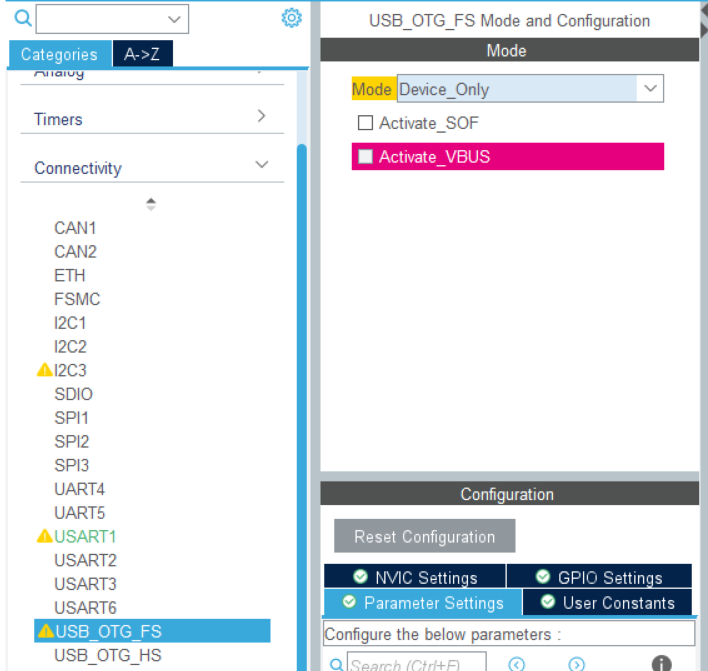 USB_OTG_FS Mode and Configuration
Categories A->Z
Analog
Timers
Connectivity
CAN1
CAN2
ETH
FSMC
I2C1
I2C2
I2C3
SDIO
SPI1
SPI2
SPI3
UART4
UART5
USART1
USART2
USART3
USART6
USB_OTG_FS
USB_OTG_HS
Mode
Mode Device_Only
Activate_SOF
Activate_VBUS
Configuration
Reset Configuration
NVIC Settings GPIO Settings
Parameter Settings User Constants
Configure the below parameters :
Search (Ctrl+F)